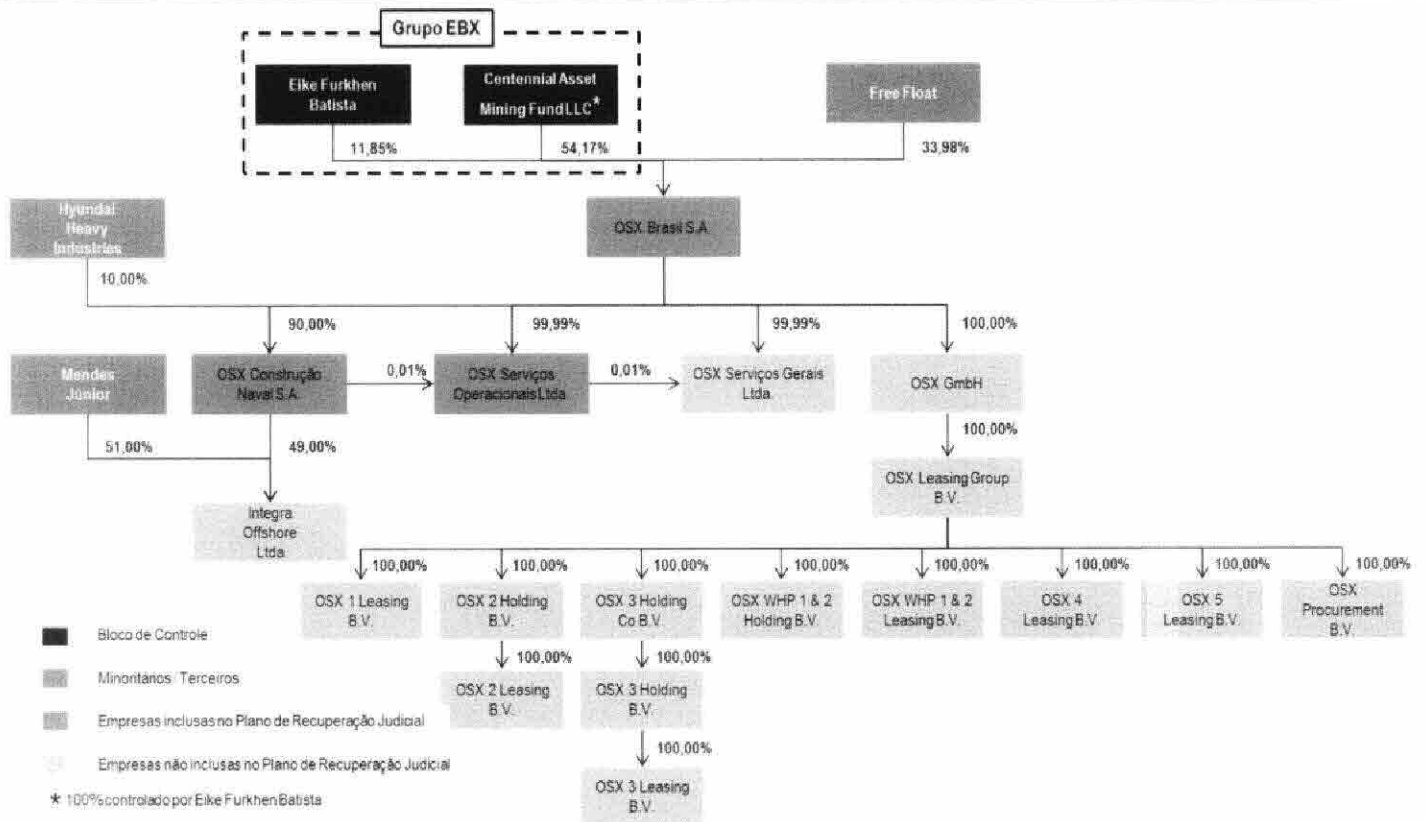 Grupo EBX
Eike Furkhen
Batista
Centennial Asset
Mining Fund LLC*
Free Float
11,85%
54,17%
33,98%
Hyundai
Heavy
Industries
OSX Brasil S.A.
10,00%
90,00%
99,99%
99,99%
100,00%
Mendes
Júnior
OSX Construção
Naval S.A.
0,01%
OSX Serviços
Operacionais Ltda
0,01%
OSX Serviços Gerais
Ltda.
OSX GmbH
51,00%
49,00%
100,00%
OSX Leasing Group
B.V.
Integra
Offshore
Ltda
100,00%
100,00%
100,00%
100,00%
100,00%
100,00%
100,00%
100,00%
OSX 1 Leasing
B.V.
OSX 2 Holding
B.V.
OSX 3 Holding
Co B.V.
OSX WHP 1 & 2
Holding B.V.
OSX WHP 1 & 2
Leasing B.V.
OSX 4
Leasing B.V.
OSX 5
Leasing B.V.
OSX
Procurement
B.V.
Bloco de Controle
100,00%
100,00%
Minoritários Terceiros
OSX 2 Leasing
B.V.
OSX 3 Holding
B.V.
Empresas inclusas no Plano de Recuperação Judicial
100,00%
Empresas não inclusas no Plano de Recuperação Judicial
OSX 3 Leasing
B.V.
* 100% controlado por Eike Furkhen Batista